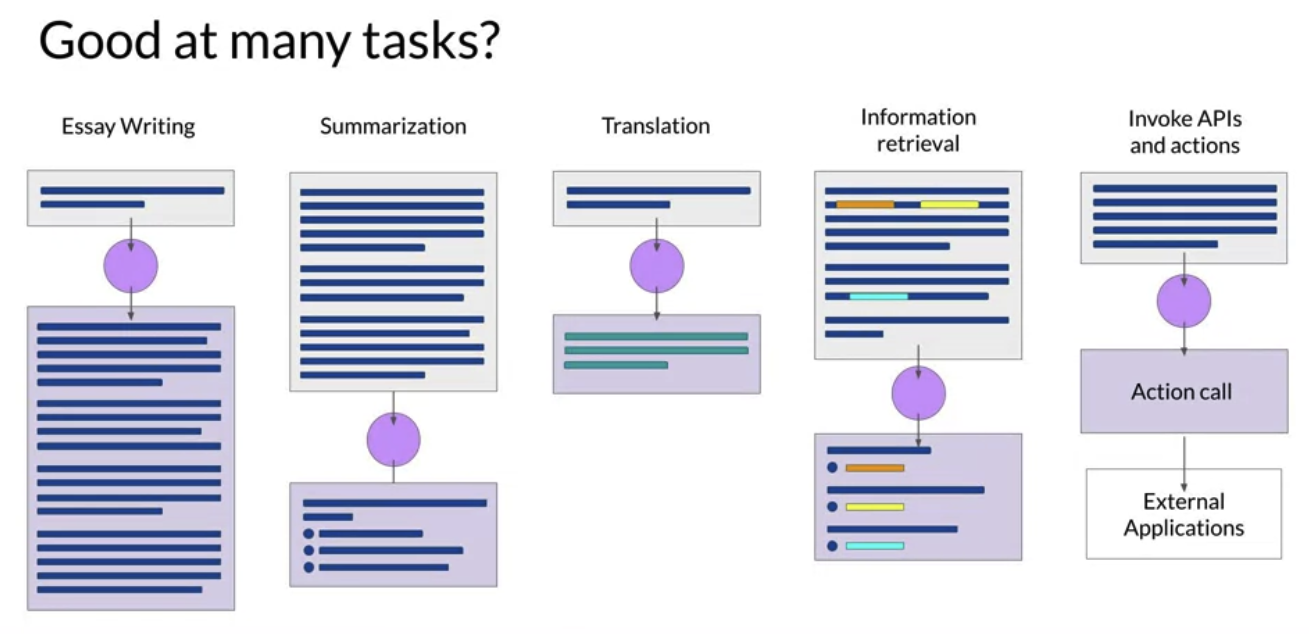 Good at many tasks?
Essay Writing
Summarization
Translation
Information
retrieval
Invoke APIs
and actions
Action call
External
Applications